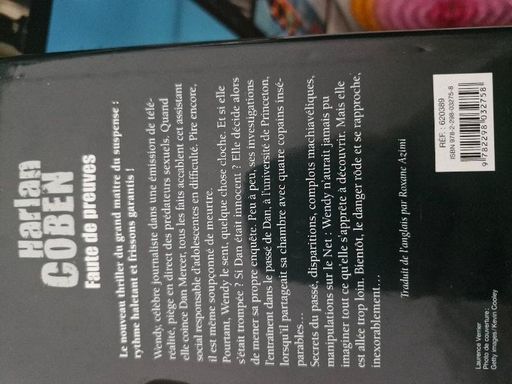 Harlan
COBEN
Faute de preuves
Le nouveau thriller du grand maître du suspense :
rythme haletant et frissons garantis !
Wendy, célèbre journaliste dans une émission de télé-
réalité, piège en direct des prédateurs sexuels. Quand
elle coince Dan Mercer, tous les faits accablent cet assistant
social responsable d'adolescentes en difficulté. Pire encore,
il est même soupçonné de meurtre.
Pourtant, Wendy le sent, quelque chose cloche. Et si elle
s'était trompée ? Si Dan était innocent ? Elle décide alors
de mener sa propre enquête. Peu à peu, ses investigations
l'entraînent dans le passé de Dan, à l'université de Princeton,
lorsqu'il partageait sa chambre avec quatre copains insé-
parables...
Secrets du passé, disparitions, complots machiavéliques,
manipulations sur le Net : Wendy n'aurait jamais pu
imaginer tout ce qu'elle s'apprête à découvrir. Mais elle
est allée trop loin. Bientôt, le danger rôde et se rapproche,
inexorablement...
Traduit de l'anglais par Roxane Azimi
Laurence Verrier
Photo de couverture :
Getty Images / Kevin Cooley
RÉF. : 620389
ISBN 978-2-298-03275-8
9 782298 032758